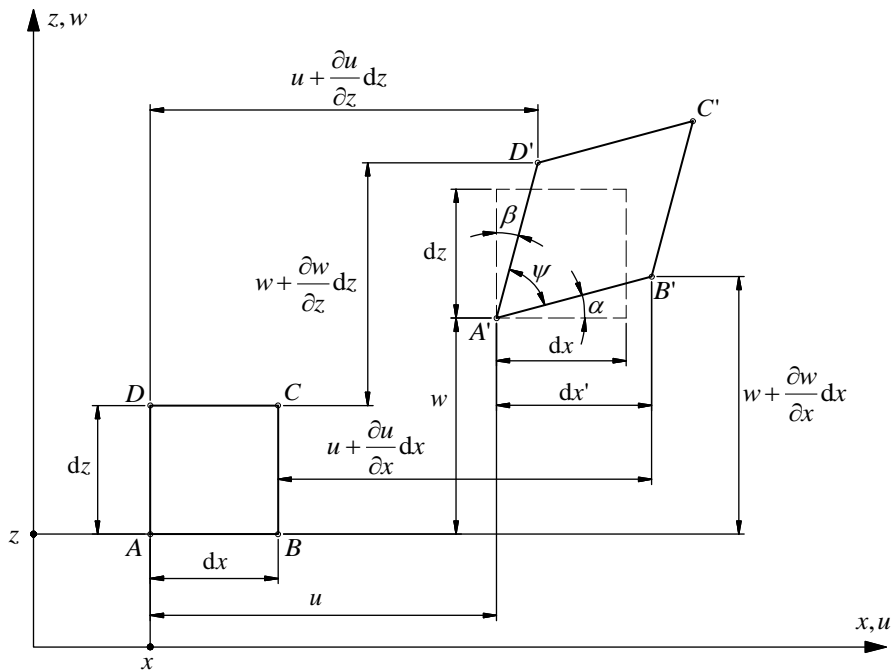 z, w
u + ∂u/∂z dz
C'
D'
β
dz
ψ
w + ∂w/∂z dz
B'
α
A'
dx
D
C
w
dx'
w + ∂w/∂x dx
u + ∂u/∂x dx
dz
z
A
B
dx
u
x, u
x